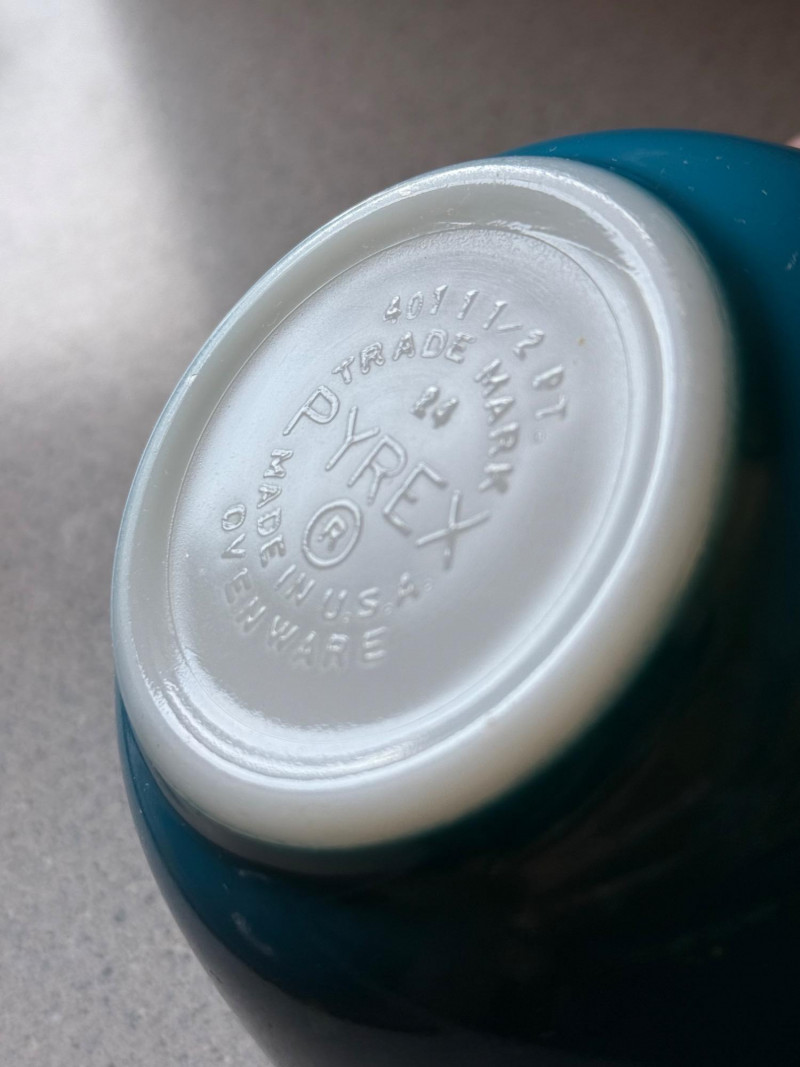 401 1 1/2 PT.
TRADE MARK
24
PYREX
®
MADE IN U.S.A.
OVENWARE